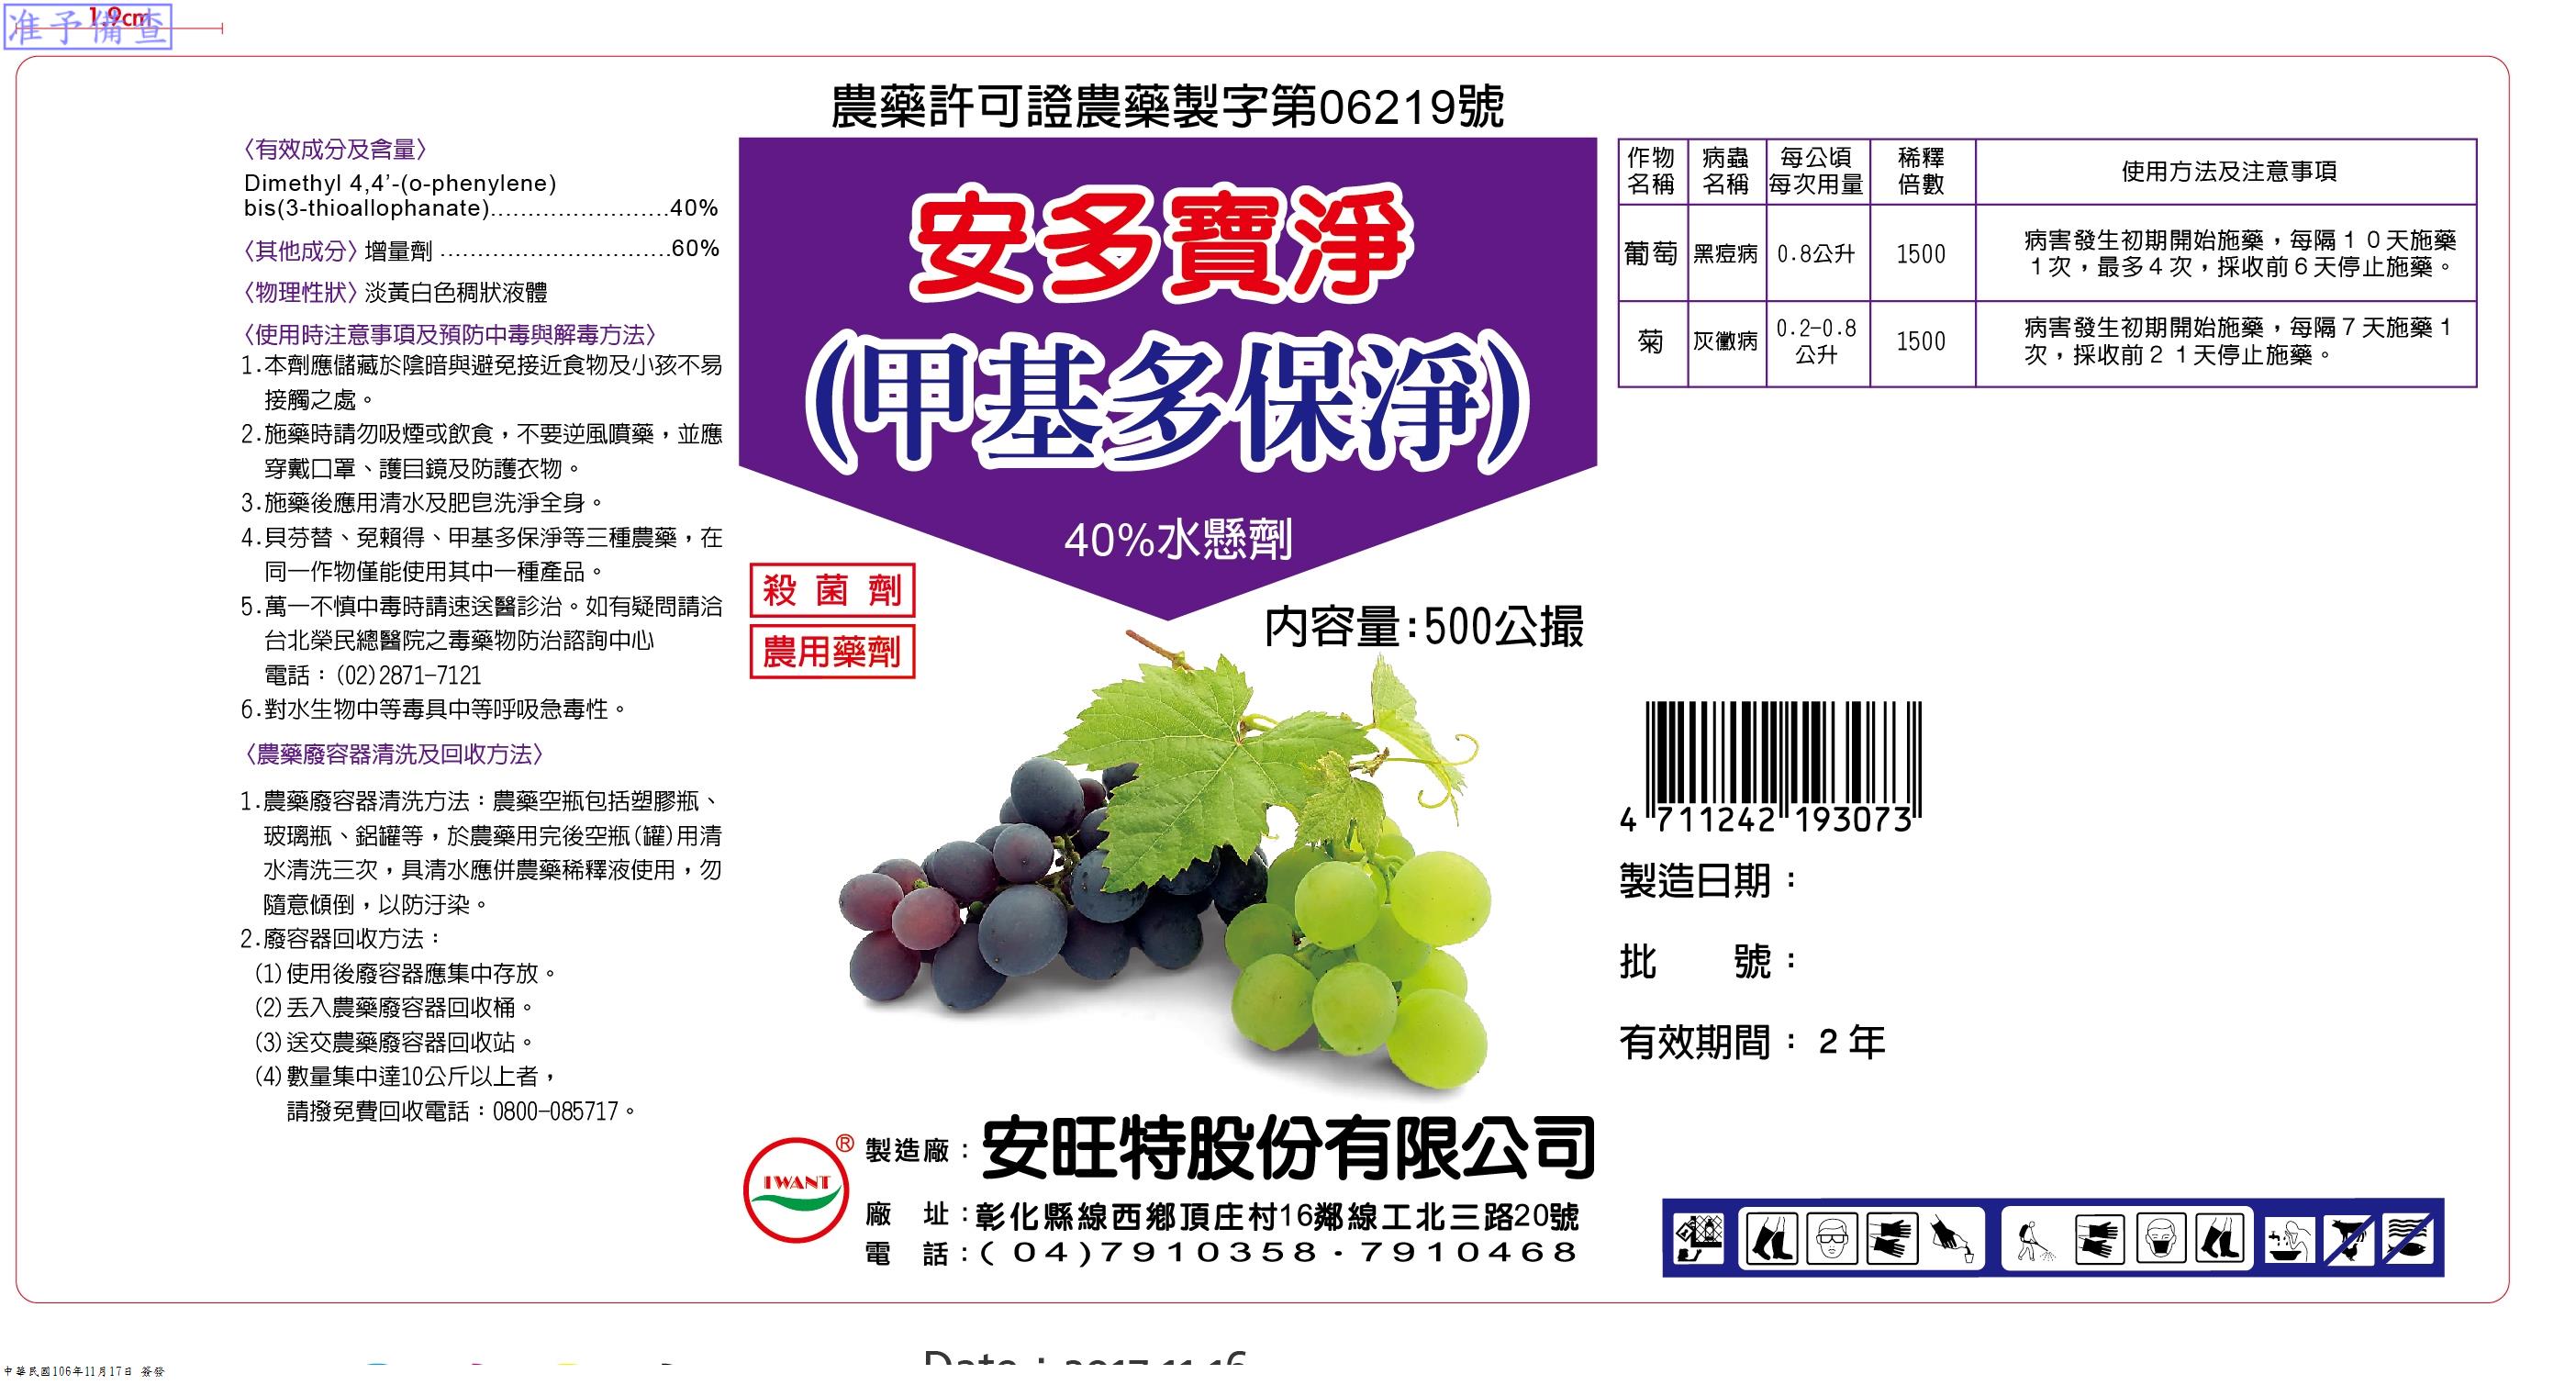 1.9cm
准予備查
農藥許可證農藥製字第06219號
〈有效成分及含量〉
Dimethyl 4,4’-(o-phenylene)
bis(3-thioallophanate)........................40%
〈其他成分〉增量劑 ...............................60%
〈物理性狀〉淡黃白色稠狀液體
〈使用時注意事項及預防中毒與解毒方法〉
1.本劑應儲藏於陰暗與避免接近食物及小孩不易
接觸之處。
2.施藥時請勿吸煙或飲食，不要逆風噴藥，並應
穿戴口罩、護目鏡及防護衣物。
3.施藥後應用清水及肥皂洗淨全身。
4.貝芬替、免賴得、甲基多保淨等三種農藥，在
同一作物僅能使用其中一種產品。
5.萬一不慎中毒時請速送醫診治。如有疑問請洽
台北榮民總醫院之毒藥物防治諮詢中心
電話：(02)2871-7121
6.對水生物中等毒具中等呼吸急毒性。
〈農藥廢容器清洗及回收方法〉
1.農藥廢容器清洗方法：農藥空瓶包括塑膠瓶、
玻璃瓶、鋁罐等，於農藥用完後空瓶(罐)用清
水清洗三次，具清水應併農藥稀釋液使用，勿
隨意傾倒，以防汙染。
2.廢容器回收方法：
(1)使用後廢容器應集中存放。
(2)丟入農藥廢容器回收桶。
(3)送交農藥廢容器回收站。
(4)數量集中達10公斤以上者，
請撥免費回收電話：0800-085717。
安多寶淨
(甲基多保淨)
40%水懸劑
殺菌劑
農用藥劑
內容量:500公撮
IWANT
®
製造廠：安旺特股份有限公司
廠　址：彰化縣線西鄉頂庄村16鄰線工北三路20號
電　話：(04)7910358·7910468
作物名稱 病蟲名稱 每公頃每次用量 稀釋倍數 使用方法及注意事項
葡萄 黑痘病 0.8公升 1500 病害發生初期開始施藥，每隔10天施藥
1次，最多4次，採收前6天停止施藥。
菊 灰黴病 0.2-0.8公升 1500 病害發生初期開始施藥，每隔7天施藥1
次，採收前21天停止施藥。
4 711242 193073
製造日期：
批　號：
有效期間：2年
Date：2017.11.16
中華民國106年11月17日 簽發